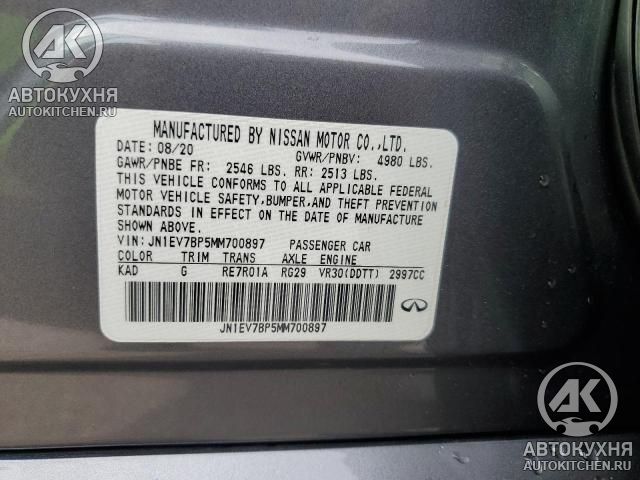 AK
АВТОКУХНЯ
AUTOKITCHEN.RU
MANUFACTURED BY NISSAN MOTOR CO.,LTD.
DATE: 08/20 GVWR/PNBV: 4980 LBS.
GAWR/PNBE FR: 2546 LBS. RR: 2513 LBS.
THIS VEHICLE CONFORMS TO ALL APPLICABLE FEDERAL
MOTOR VEHICLE SAFETY,BUMPER,AND THEFT PREVENTION
STANDARDS IN EFFECT ON THE DATE OF MANUFACTURE
SHOWN ABOVE.
VIN: JN1EV7BP5MM700897 PASSENGER CAR
COLOR TRIM TRANS AXLE ENGINE
KAD G RE7R01A RG29 VR30(DDTT) 2997CC
JN1EV7BP5MM700897
AK
АВТОКУХНЯ
AUTOKITCHEN.RU